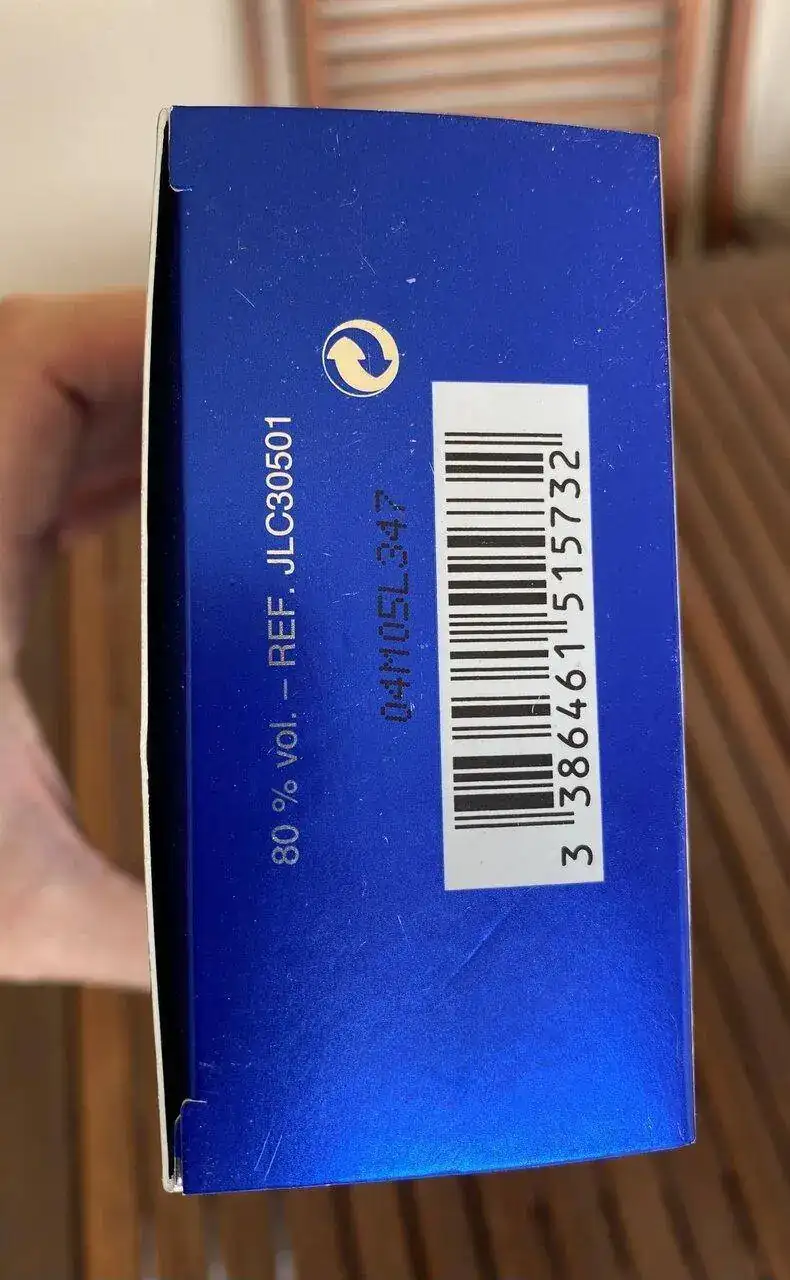 80 % vol. – REF. JLC30501
04M05L347
3 386461 515732